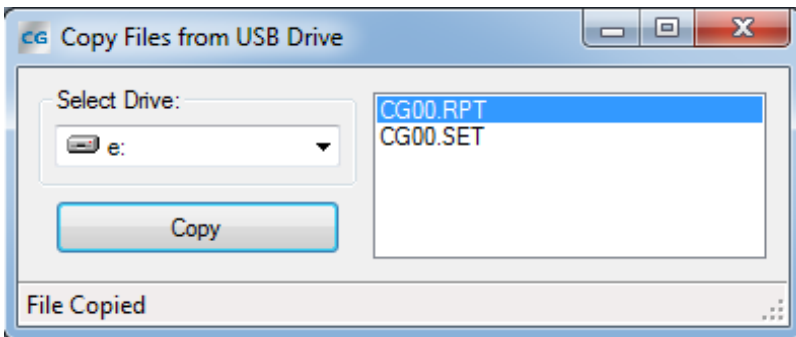 CG Copy Files from USB Drive
Select Drive:
e:
Copy
CG00.RPT
CG00.SET
File Copied